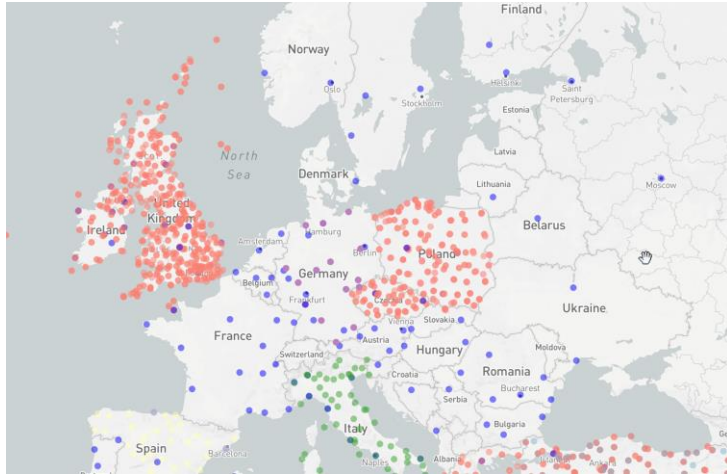 Finland
Norway
Helsinki
Oslo
Saint
Petersburg
Stockholm
Estonia
North
Sea
Latvia
Denmark
Moscow
Lithuania
United
Kingdom
Ireland
Hamburg
Belarus
Amsterdam
Berlin
Poland
Germany
Belgium
Frankfurt
Czechia
Ukraine
Vienna
Slovakia
France
Austria
Hungary
Moldova
Switzerland
Croatia
Romania
Serbia
Bucharest
Italy
Bulgaria
Spain
Barcelona
Naples
Albania
Ankara